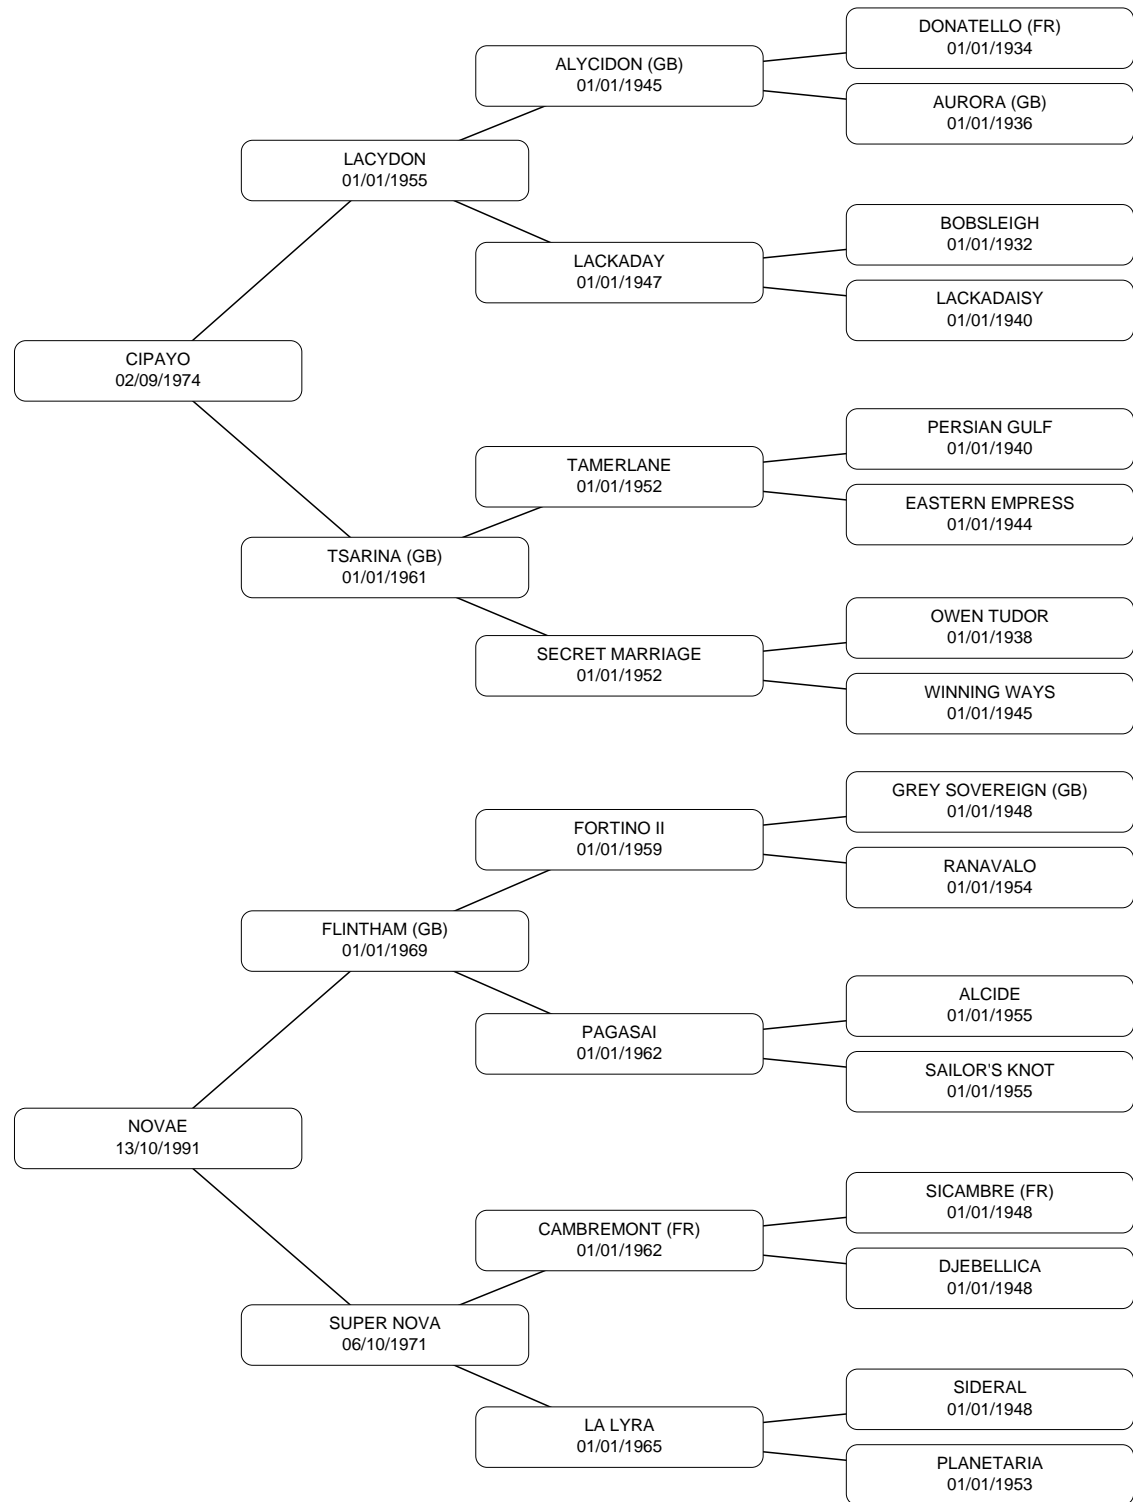 DONATELLO (FR)
01/01/1934
ALYCIDON (GB)
01/01/1945
AURORA (GB)
01/01/1936
LACYDON
01/01/1955
BOBSLEIGH
01/01/1932
LACKADAY
01/01/1947
LACKADAISY
01/01/1940
CIPAYO
02/09/1974
PERSIAN GULF
01/01/1940
TAMERLANE
01/01/1952
EASTERN EMPRESS
01/01/1944
TSARINA (GB)
01/01/1961
OWEN TUDOR
01/01/1938
SECRET MARRIAGE
01/01/1952
WINNING WAYS
01/01/1945
GREY SOVEREIGN (GB)
01/01/1948
FORTINO II
01/01/1959
RANAVALO
01/01/1954
FLINTHAM (GB)
01/01/1969
ALCIDE
01/01/1955
PAGASAI
01/01/1962
SAILOR'S KNOT
01/01/1955
NOVAE
13/10/1991
SICAMBRE (FR)
01/01/1948
CAMBREMONT (FR)
01/01/1962
DJEBELLICA
01/01/1948
SUPER NOVA
06/10/1971
SIDERAL
01/01/1948
LA LYRA
01/01/1965
PLANETARIA
01/01/1953